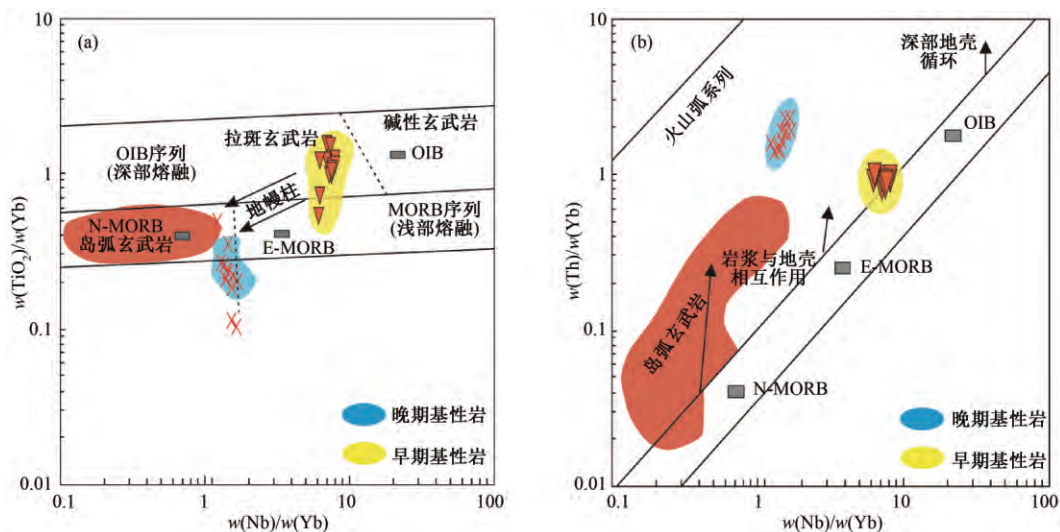 (a)
10
1
0.1
0.01
w(TiO₂)/w(Yb)
OIB序列
(深部熔融)
拉斑玄武岩
碱性玄武岩
OIB
地幔柱
N-MORB
岛弧玄武岩
E-MORB
MORB序列
(浅部熔融)
晚期基性岩
早期基性岩
0.1
1
10
100
w(Nb)/w(Yb)
(b)
10
1
0.1
0.01
w(Th)/w(Yb)
火山弧系列
深部地壳
循环
OIB
岩浆与地壳
相互作用
E-MORB
岛弧玄武岩
N-MORB
晚期基性岩
早期基性岩
0.1
1
10
100
w(Nb)/w(Yb)